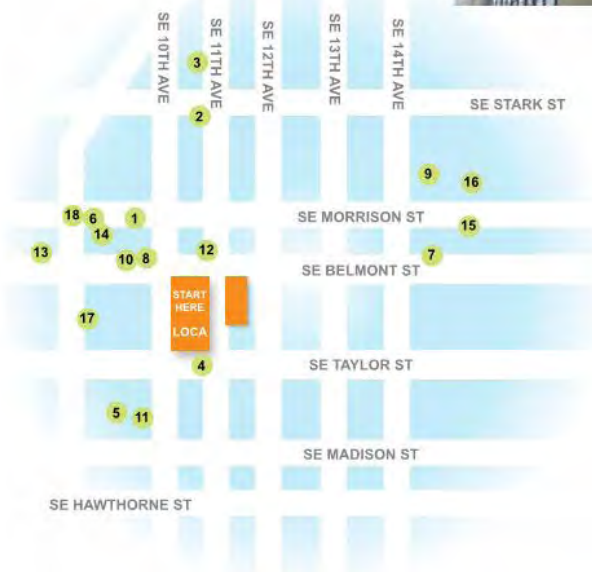 SE 10TH AVE
SE 11TH AVE
SE 12TH AVE
SE 13TH AVE
SE 14TH AVE
3
SE STARK ST
2
9
16
18
6
1
SE MORRISON ST
14
15
13
12
10
8
7
SE BELMONT ST
START
HERE
LOCA
17
4
SE TAYLOR ST
5
11
SE MADISON ST
SE HAWTHORNE ST